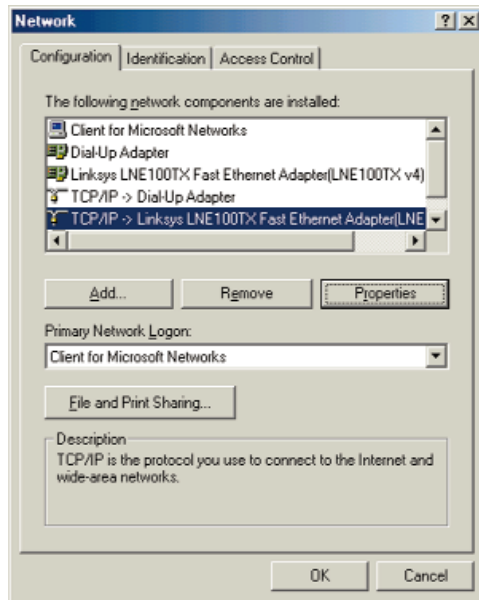 Network
Configuration Identification Access Control
The following network components are installed:
Client for Microsoft Networks
Dial-Up Adapter
Linksys LNE100TX Fast Ethernet Adapter(LNE100TX v4)
TCP/IP -> Dial-Up Adapter
TCP/IP -> Linksys LNE100TX Fast Ethernet Adapter(LNE
Add... Remove Properties
Primary Network Logon:
Client for Microsoft Networks
File and Print Sharing...
Description
TCP/IP is the protocol you use to connect to the Internet and
wide-area networks.
OK Cancel